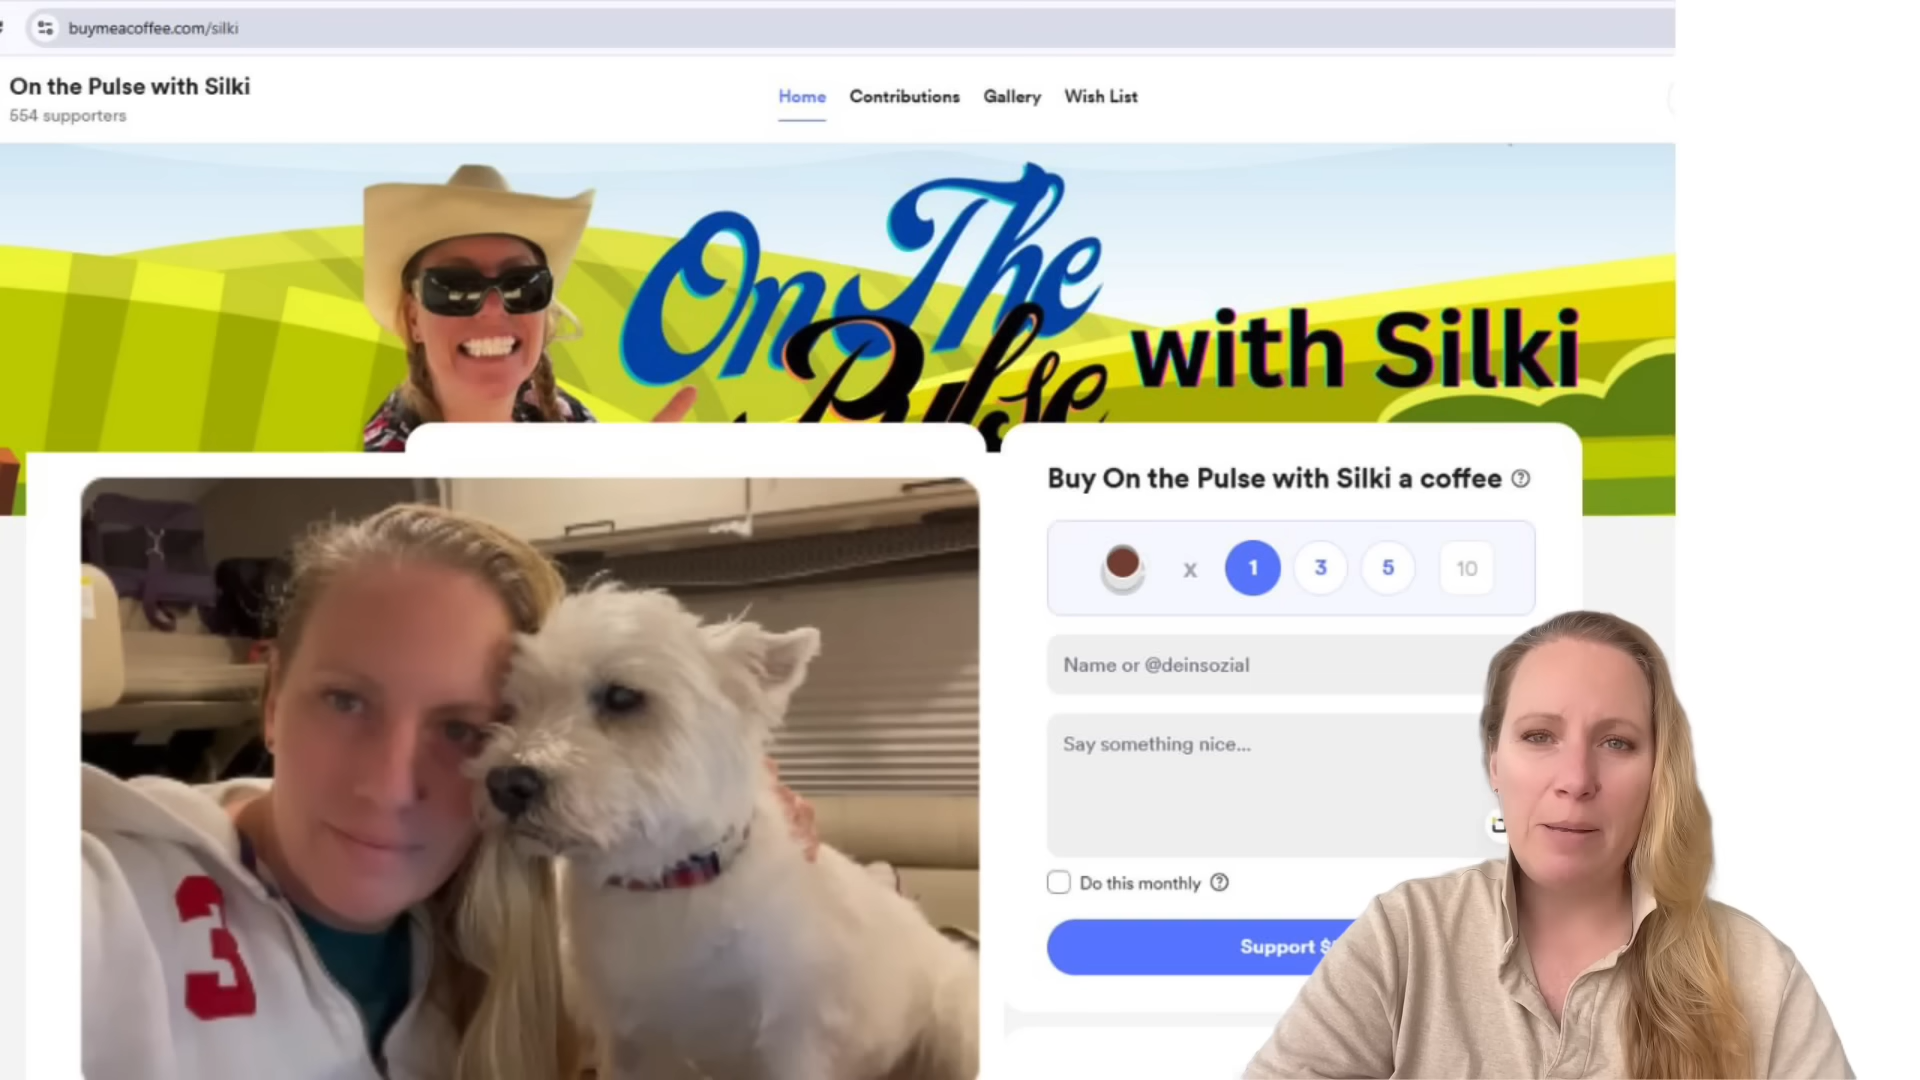 buymeacoffee.com/silki
On the Pulse with Silki
554 supporters
Home Contributions Gallery Wish List
On The
Pulse with Silki
Buy On the Pulse with Silki a coffee ?
x 1 3 5 10
Name or @deinsozial
Say something nice...
Do this monthly ?
Support $
3